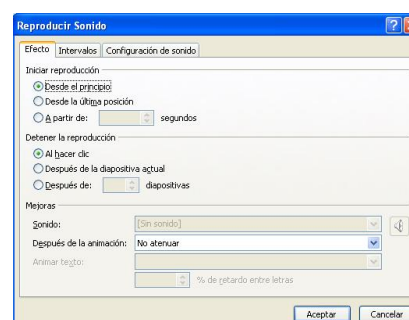 Reproducir Sonido
Efecto Intervalos Configuración de sonido
Iniciar reproducción
Desde el principio
Desde la última posición
A partir de: segundos
Detener la reproducción
Al hacer clic
Después de la diapositiva actual
Después de: diapositivas
Mejoras
Sonido: [Sin sonido]
Después de la animación: No atenuar
Animar texto:
% de retardo entre letras
Aceptar Cancelar